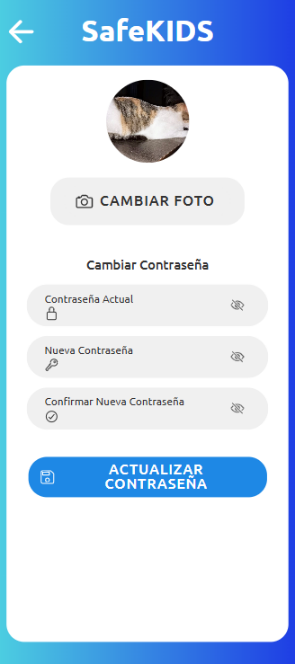 SafeKIDS
CAMBIAR FOTO
Cambiar Contraseña
Contraseña Actual
Nueva Contraseña
Confirmar Nueva Contraseña
ACTUALIZAR
CONTRASEÑA